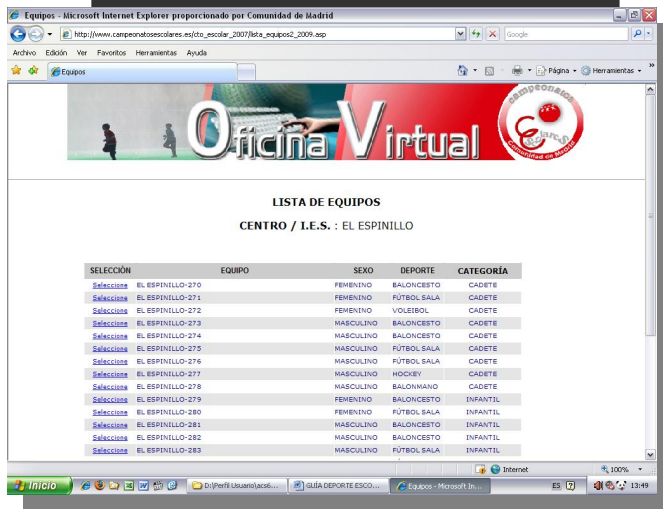 Equipos - Microsoft Internet Explorer proporcionado por Comunidad de Madrid
http://www.campeonatosescolares.es/cto_escolar_2007/lista_equipos2_2009.asp
Google
Archivo Edición Ver Favoritos Herramientas Ayuda
Equipos Página Herramientas
Oficina Virtual
campeonatos
Comunidad de Madrid
LISTA DE EQUIPOS
CENTRO / I.E.S. : EL ESPINILLO
SELECCIÓN EQUIPO SEXO DEPORTE CATEGORÍA
Seleccione EL ESPINILLO-270 FEMENINO BALONCESTO CADETE
Seleccione EL ESPINILLO-271 FEMENINO FÚTBOL SALA CADETE
Seleccione EL ESPINILLO-272 FEMENINO VOLEIBOL CADETE
Seleccione EL ESPINILLO-273 MASCULINO BALONCESTO CADETE
Seleccione EL ESPINILLO-274 MASCULINO BALONCESTO CADETE
Seleccione EL ESPINILLO-275 MASCULINO FÚTBOL SALA CADETE
Seleccione EL ESPINILLO-276 MASCULINO FÚTBOL SALA CADETE
Seleccione EL ESPINILLO-277 MASCULINO HOCKEY CADETE
Seleccione EL ESPINILLO-278 MASCULINO BALONMANO CADETE
Seleccione EL ESPINILLO-279 FEMENINO BALONCESTO INFANTIL
Seleccione EL ESPINILLO-280 FEMENINO FÚTBOL SALA INFANTIL
Seleccione EL ESPINILLO-281 MASCULINO BALONCESTO INFANTIL
Seleccione EL ESPINILLO-282 MASCULINO BALONCESTO INFANTIL
Seleccione EL ESPINILLO-283 MASCULINO FÚTBOL SALA INFANTIL
Internet 100%
Inicio D:\Perfil Usuario\acs6... GUÍA DEPORTE ESCO... Equipos - Microsoft In... ES 13:49